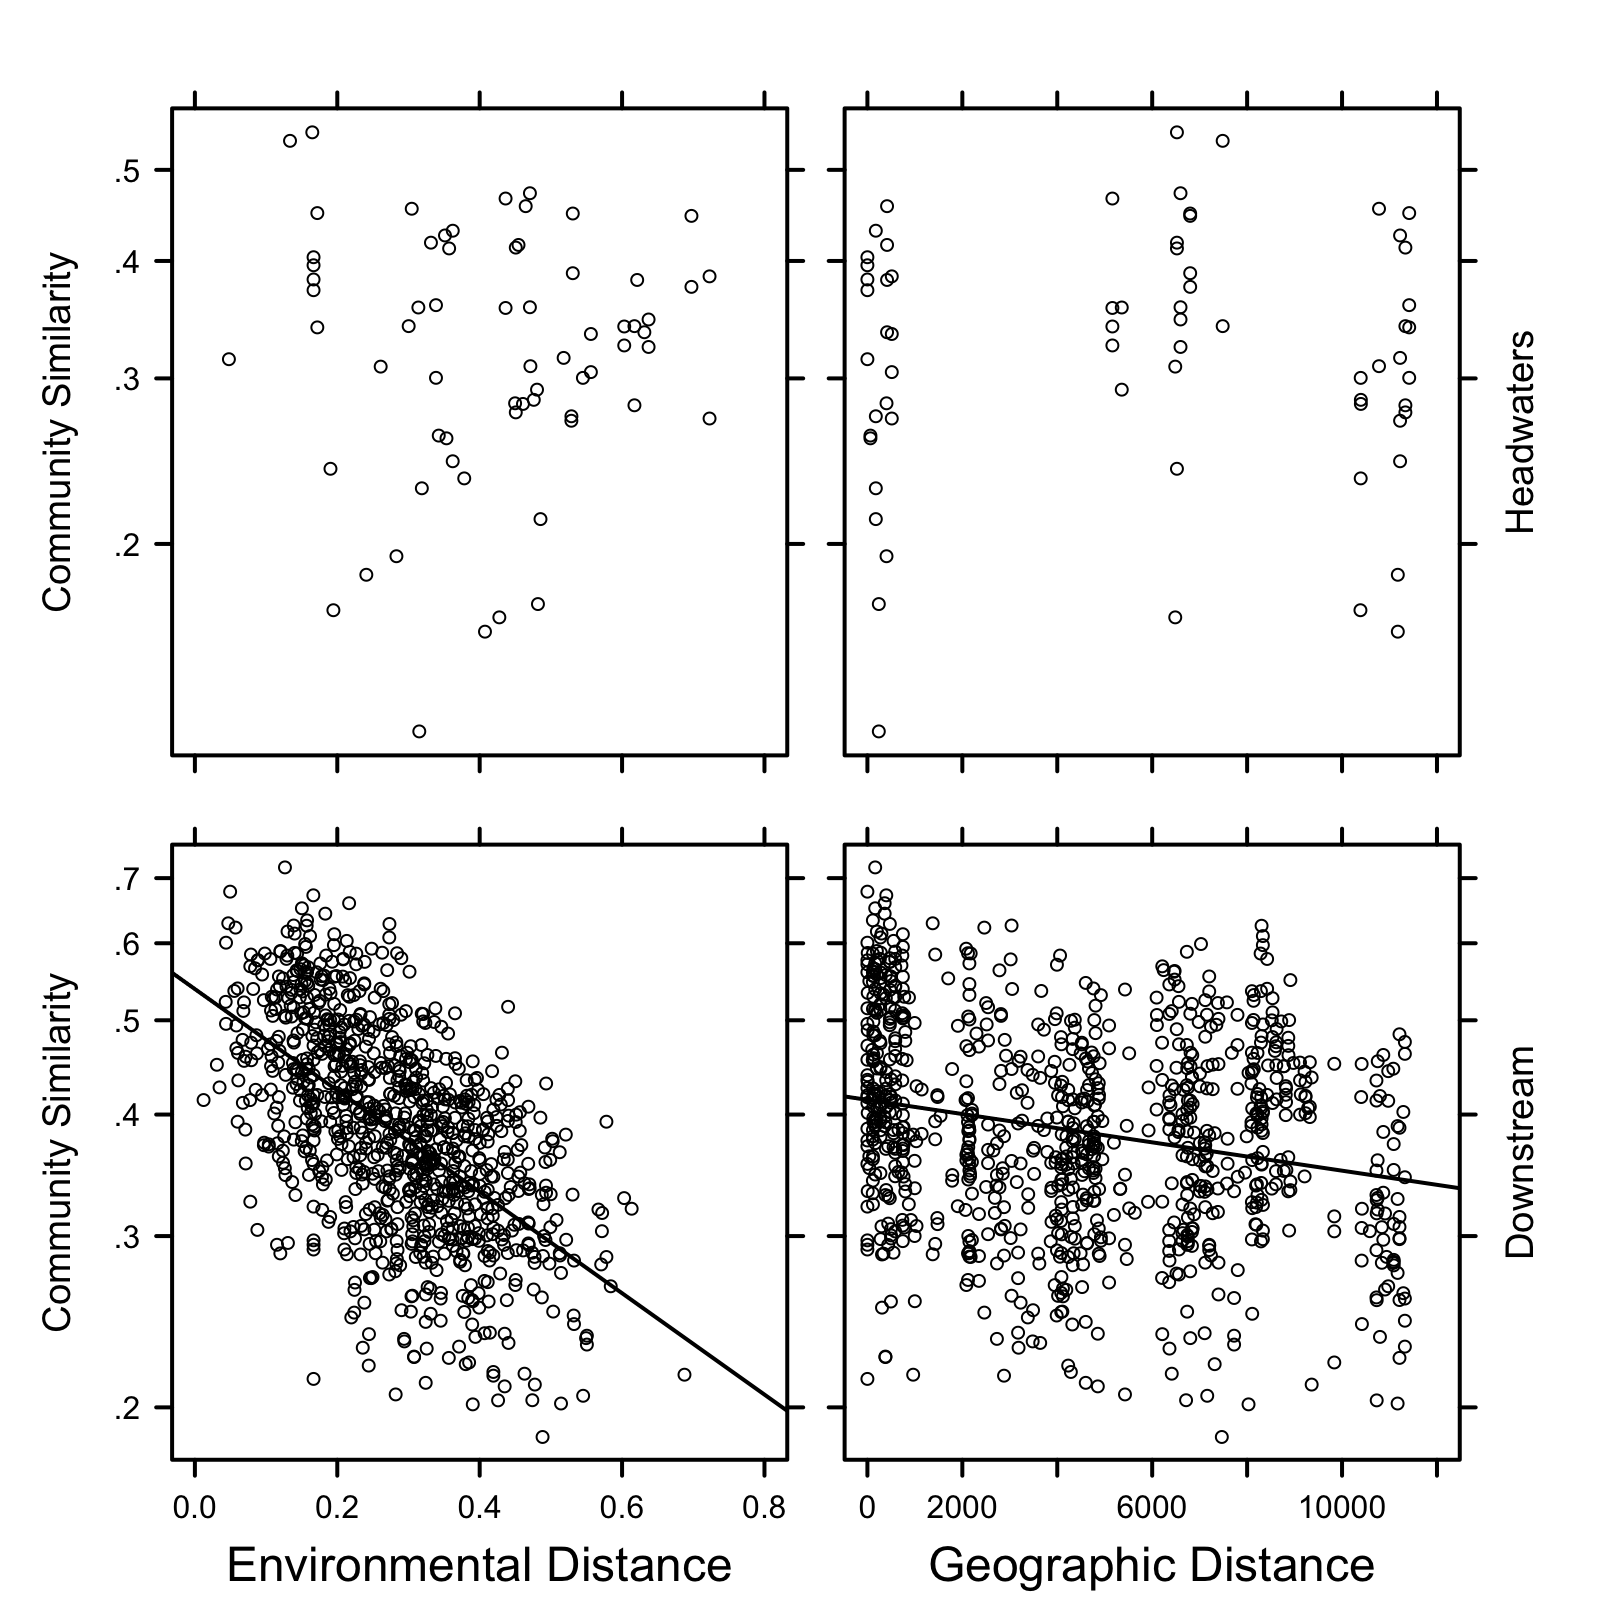 .5
.4
.3
.2
Community Similarity
Headwaters
.7
.6
.5
.4
.3
.2
Community Similarity
Downstream
0.0 0.2 0.4 0.6 0.8
0 2000 6000 10000
Environmental Distance
Geographic Distance